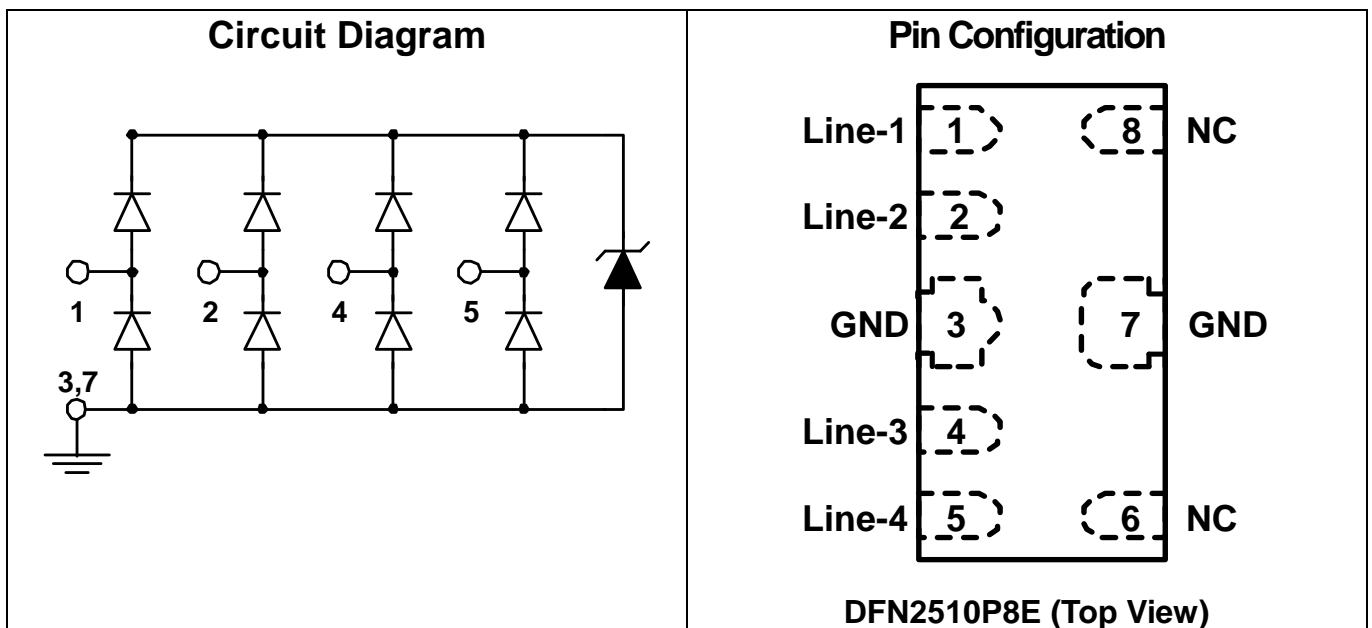 Circuit Diagram
1
2
4
5
3,7
Pin Configuration
Line-1 1 8 NC
Line-2 2
GND 3 7 GND
Line-3 4
Line-4 5 6 NC
DFN2510P8E (Top View)